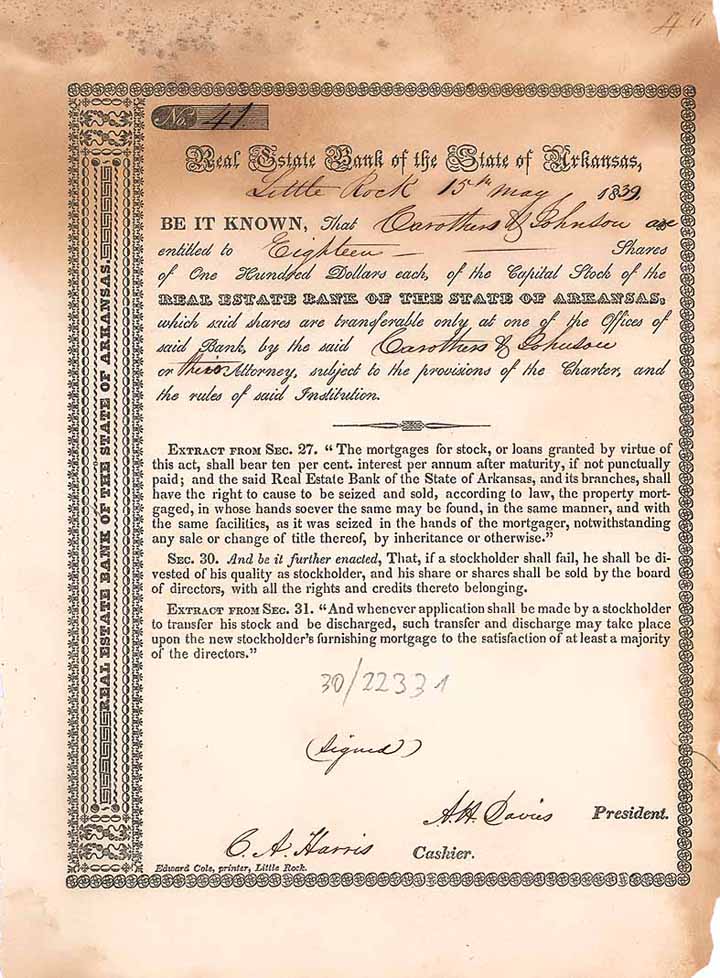 No. 41.
Real Estate Bank of the State of Arkansas,
Little Rock 15th may 1839
BE IT KNOWN, That Carothers & Johnson are
entitled to Eighteen — Shares
of One Hundred Dollars each, of the Capital Stock of the
REAL ESTATE BANK OF THE STATE OF ARKANSAS,
which said shares are transferable only at one of the Offices of
said Bank, by the said Carothers & Johnson
or their Attorney, subject to the provisions of the Charter, and
the rules of said Institution.
EXTRACT FROM SEC. 27. “The mortgages for stock, or loans granted by virtue of
this act, shall bear ten per cent. interest per annum after maturity, if not punctually
paid; and the said Real Estate Bank of the State of Arkansas, and its branches, shall
have the right to cause to be seized and sold, according to law, the property mort-
gaged, in whose hands soever the same may be found, in the same manner, and with
the same facilities, as it was seized in the hands of the mortgager, notwithstanding
any sale or change of title thereof, by inheritance or otherwise.”
SEC. 30. And be it further enacted, That, if a stockholder shall fail, he shall be di-
vested of his quality as stockholder, and his share or shares shall be sold by the board
of directors, with all the rights and credits thereto belonging.
EXTRACT FROM SEC. 31. “And whenever application shall be made by a stockholder
to transfer his stock and be discharged, such transfer and discharge may take place
upon the new stockholder's furnishing mortgage to the satisfaction of at least a majority
of the directors.”
30/22331
(Signed)
A. H. Davies President.
C. A. Harris Cashier.
Edward Cole, printer, Little Rock.
REAL ESTATE BANK OF THE STATE OF ARKANSAS.